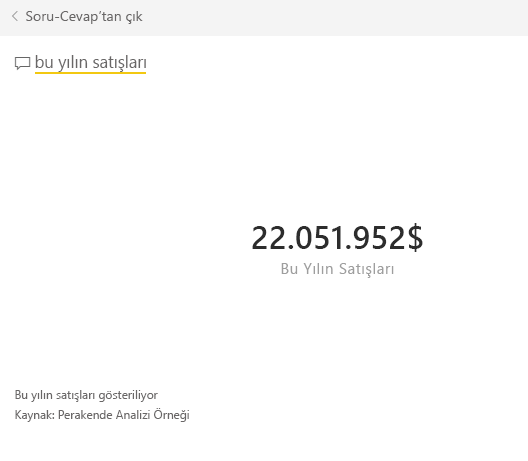 Soru-Cevap'tan çık
bu yılın satışları
22.051.952$
Bu Yılın Satışları
Bu yılın satışları gösteriliyor
Kaynak: Perakende Analizi Örneği